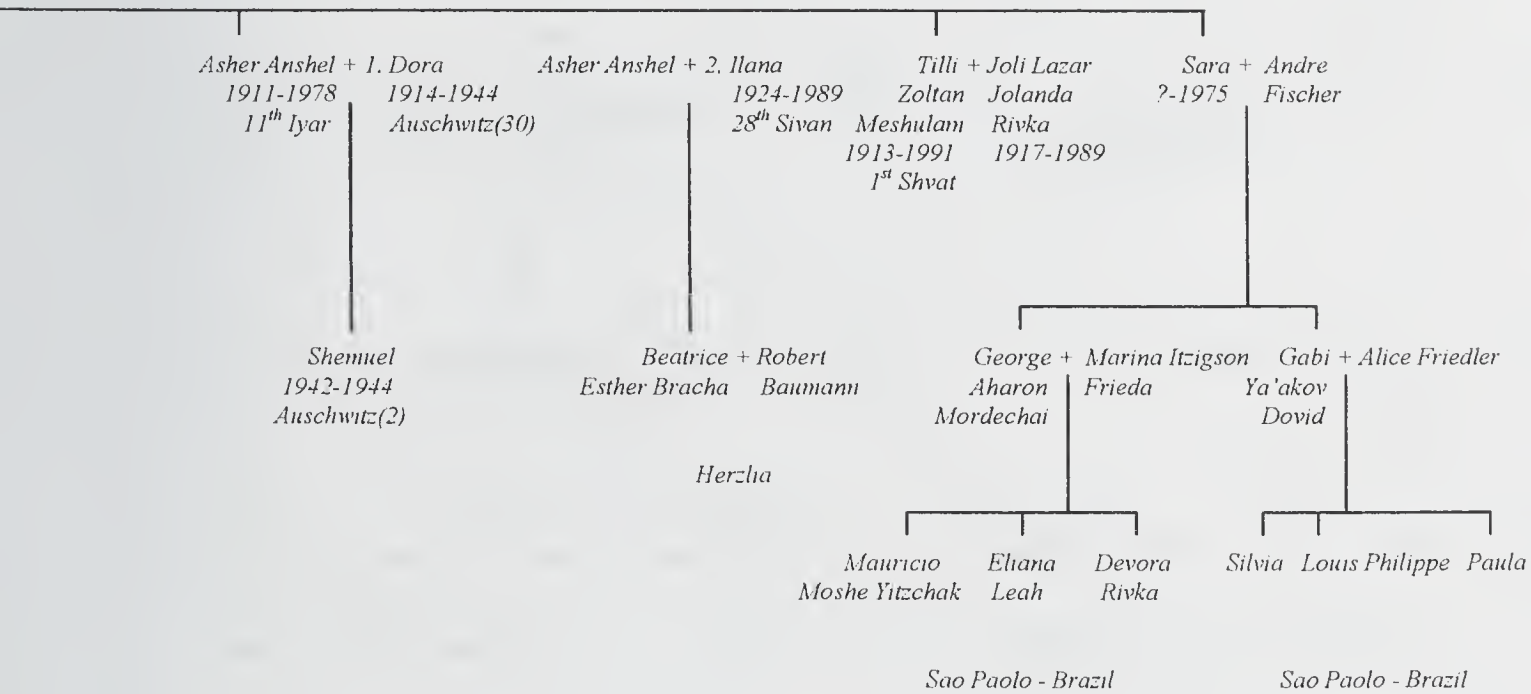 Asher Anshel + 1. Dora Asher Anshel + 2. Ilana Tilli + Joli Lazar Sara + Andre
1911-1978 1914-1944 1924-1989 Zoltan Jolanda ?-1975 Fischer
11th Iyar Auschwitz(30) 28th Sivan Meshulam Rivka
1913-1991 1917-1989
1st Shvat
Shemuel Beatrice + Robert George + Marina Itzigson Gabi + Alice Friedler
1942-1944 Esther Bracha Baumann Aharon Frieda Ya'akov
Auschwitz(2) Mordechai Dovid
Herzlia
Mauricio Eliana Devora Silvia Louis Philippe Paula
Moshe Yitzchak Leah Rivka
Sao Paolo - Brazil Sao Paolo - Brazil